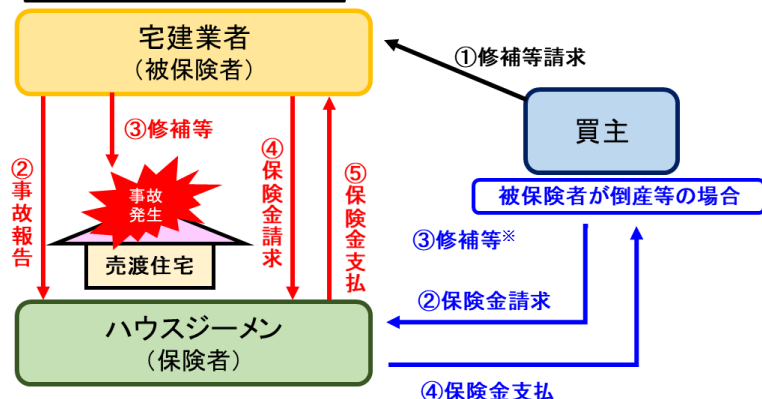 宅建業者
（被保険者）
①修補等請求
買主
被保険者が倒産等の場合
②事故報告
③修補等
④保険金請求
⑤保険金支払
事故
発生
売渡住宅
③修補等※
②保険金請求
ハウスジーメン
（保険者）
④保険金支払